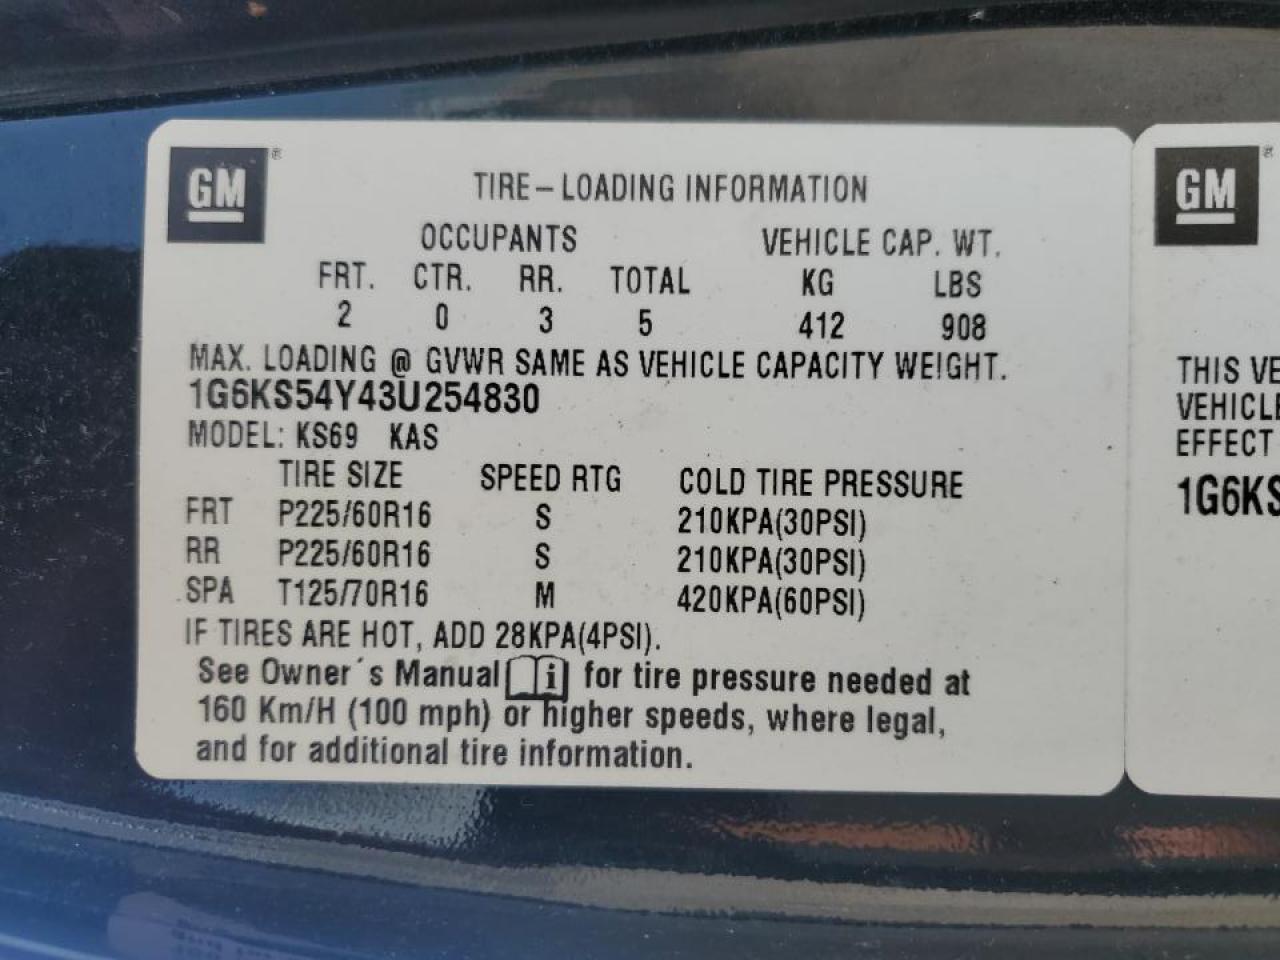 GM®
TIRE-LOADING INFORMATION
OCCUPANTS VEHICLE CAP. WT.
FRT. CTR. RR. TOTAL KG LBS
2 0 3 5 412 908
MAX. LOADING @ GVWR SAME AS VEHICLE CAPACITY WEIGHT.
1G6KS54Y43U254830
MODEL: KS69 KAS
TIRE SIZE SPEED RTG COLD TIRE PRESSURE
FRT P225/60R16 S 210KPA(30PSI)
RR P225/60R16 S 210KPA(30PSI)
SPA T125/70R16 M 420KPA(60PSI)
IF TIRES ARE HOT, ADD 28KPA(4PSI).
See Owner´s Manual i for tire pressure needed at
160 Km/H (100 mph) or higher speeds, where legal,
and for additional tire information.
GM®
THIS VE
VEHICL
EFFECT
1G6KS